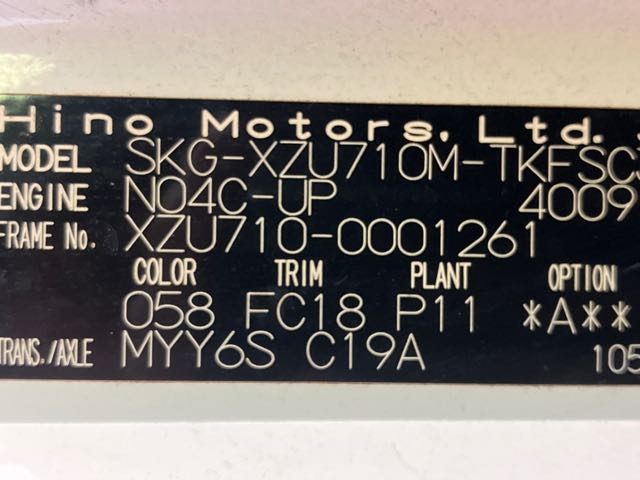 Hino Motors, Ltd.
MODEL SKG-XZU710M-TKFSC
ENGINE N04C-UP 4009
FRAME No. XZU710-0001261
COLOR TRIM PLANT OPTION
058 FC18 P11 *A**
TRANS./AXLE MYY6S C19A 105